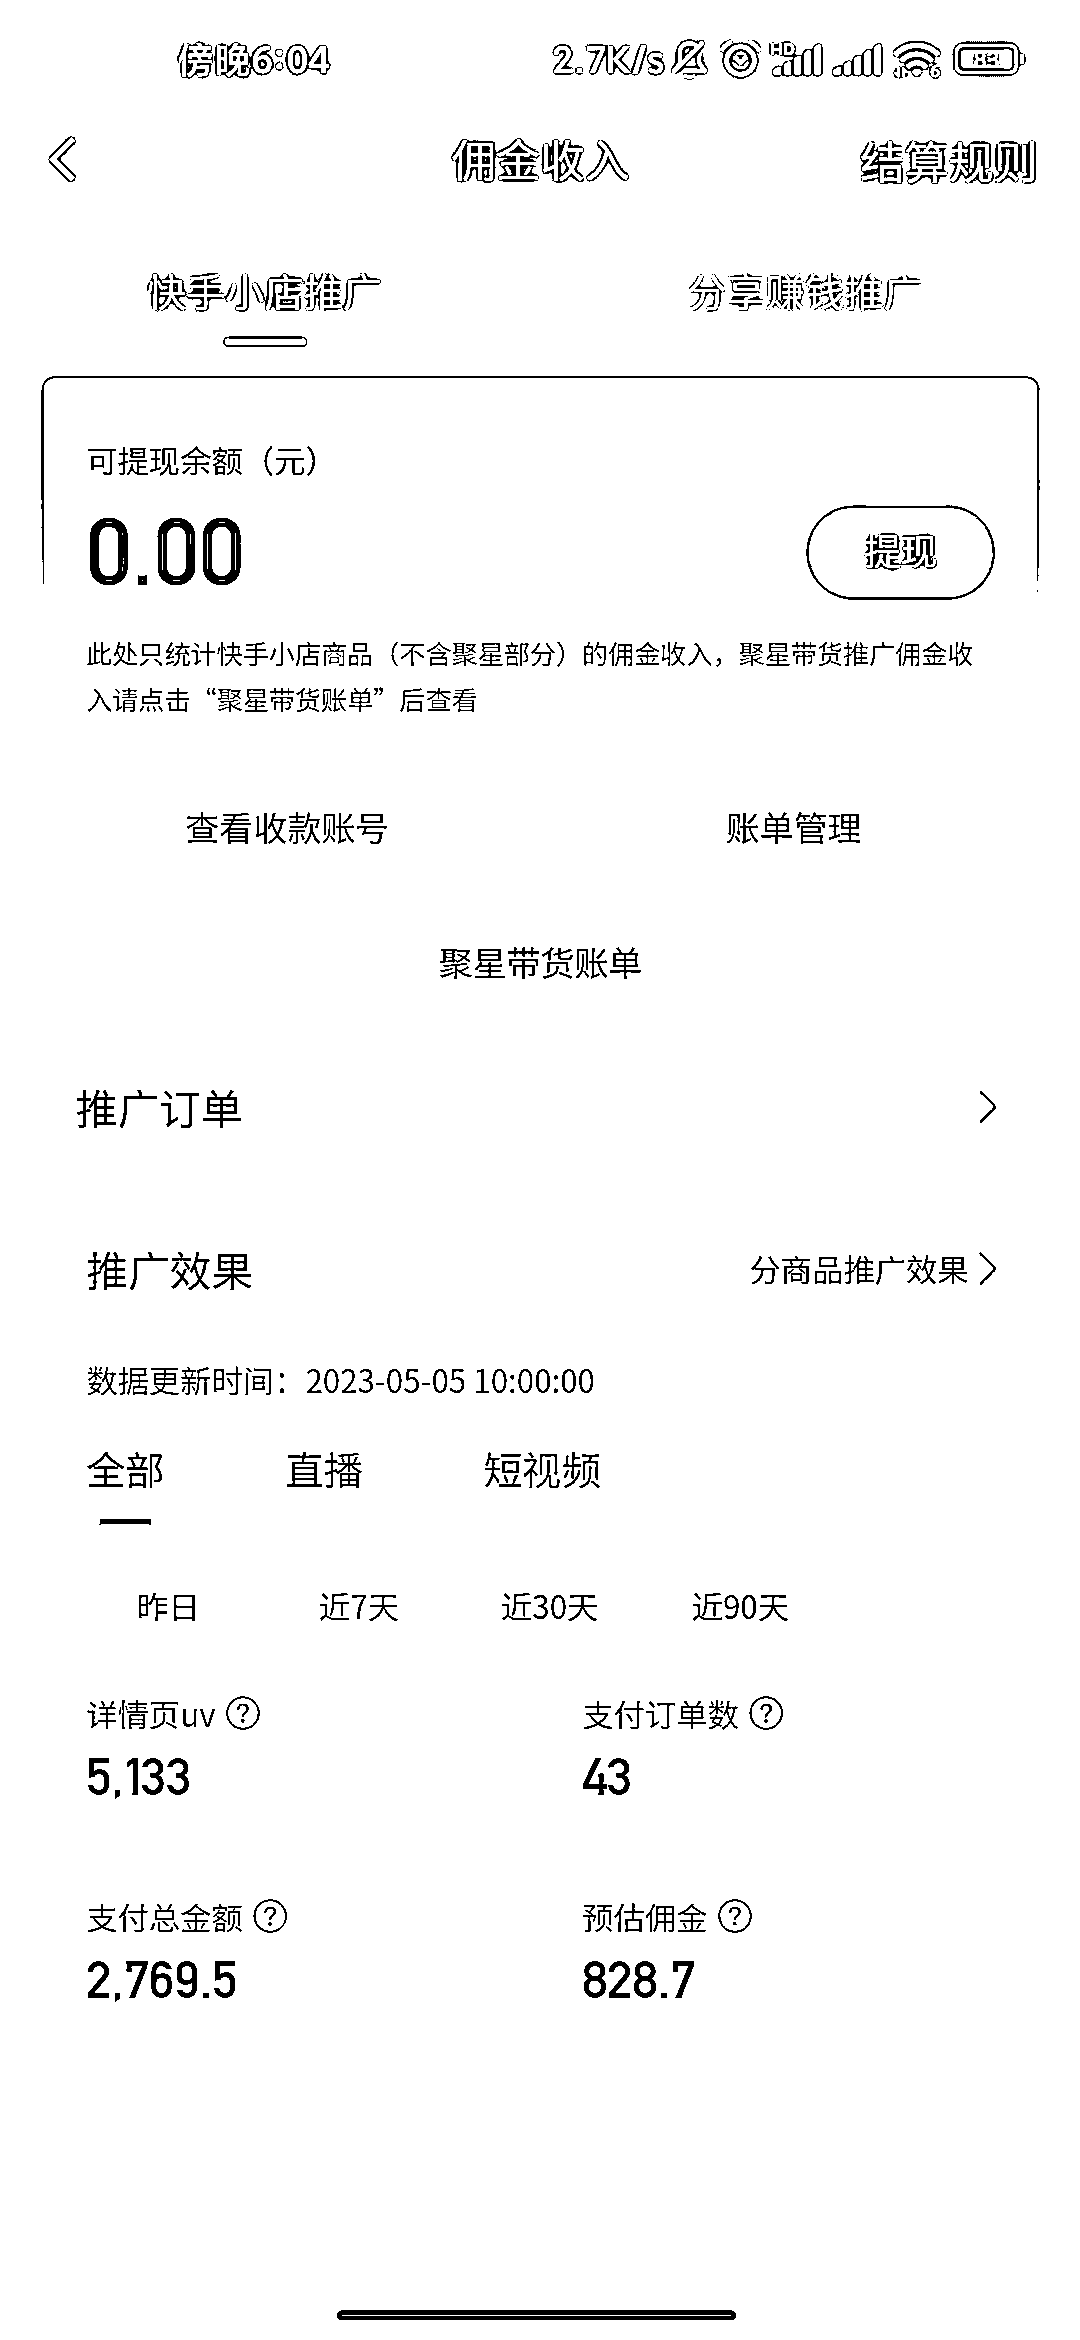 傍晚6:04 2.7K/s HD
佣金收入 结算规则
快手小店推广 分享赚钱推广
可提现余额（元）
0.00 提现
此处只统计快手小店商品（不含聚星部分）的佣金收入，聚星带货推广佣金收
入请点击“聚星带货账单”后查看
查看收款账号 账单管理
聚星带货账单
推广订单
推广效果 分商品推广效果
数据更新时间：2023-05-05 10:00:00
全部 直播 短视频
昨日 近7天 近30天 近90天
详情页uv 支付订单数
5,133 43
支付总金额 预估佣金
2,769.5 828.7